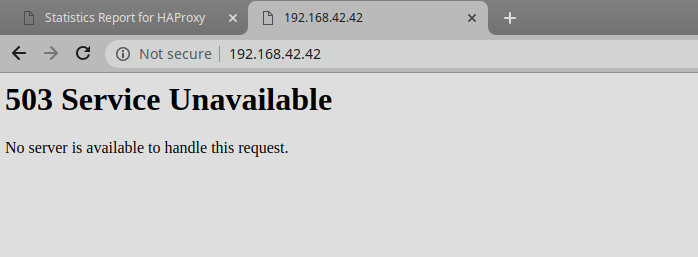 Statistics Report for HAProxy
192.168.42.42
Not secure
192.168.42.42
503 Service Unavailable
No server is available to handle this request.